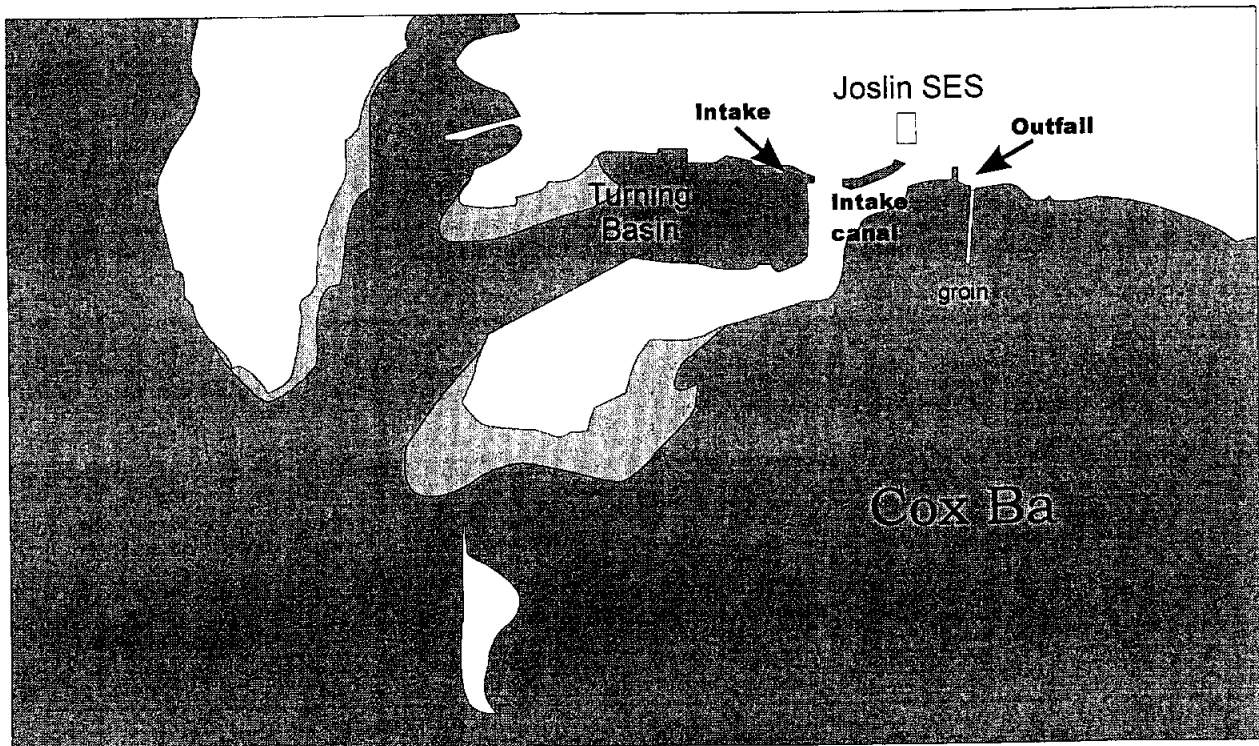 Joslin SES
Intake
Outfall
Turning
Basin
Intake
canal
groin
Cox Ba